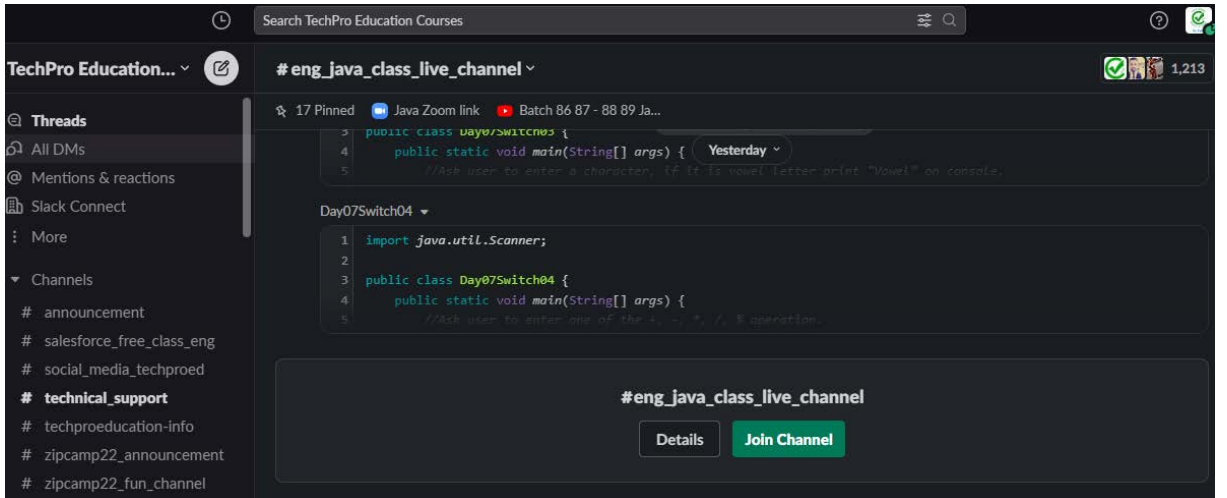 Search TechPro Education Courses
TechPro Education...
#eng_java_class_live_channel
1,213
17 Pinned
Java Zoom link
Batch 86 87 - 88 89 Ja...
Threads
All DMs
Mentions & reactions
Slack Connect
More
Channels
# announcement
# salesforce_free_class_eng
# social_media_techproed
# technical_support
# techproeducation-info
# zipcamp22_announcement
# zipcamp22_fun_channel
3 public class Day07Switch03 {
4 public static void main(String[] args) {
Yesterday
5 //Ask user to enter a character, if it is vowel letter print "Vowel" on console.
Day07Switch04
1 import java.util.Scanner;
2
3 public class Day07Switch04 {
4 public static void main(String[] args) {
5 //Ask user to enter one of the +, -, *, /, % operation.
#eng_java_class_live_channel
Details
Join Channel